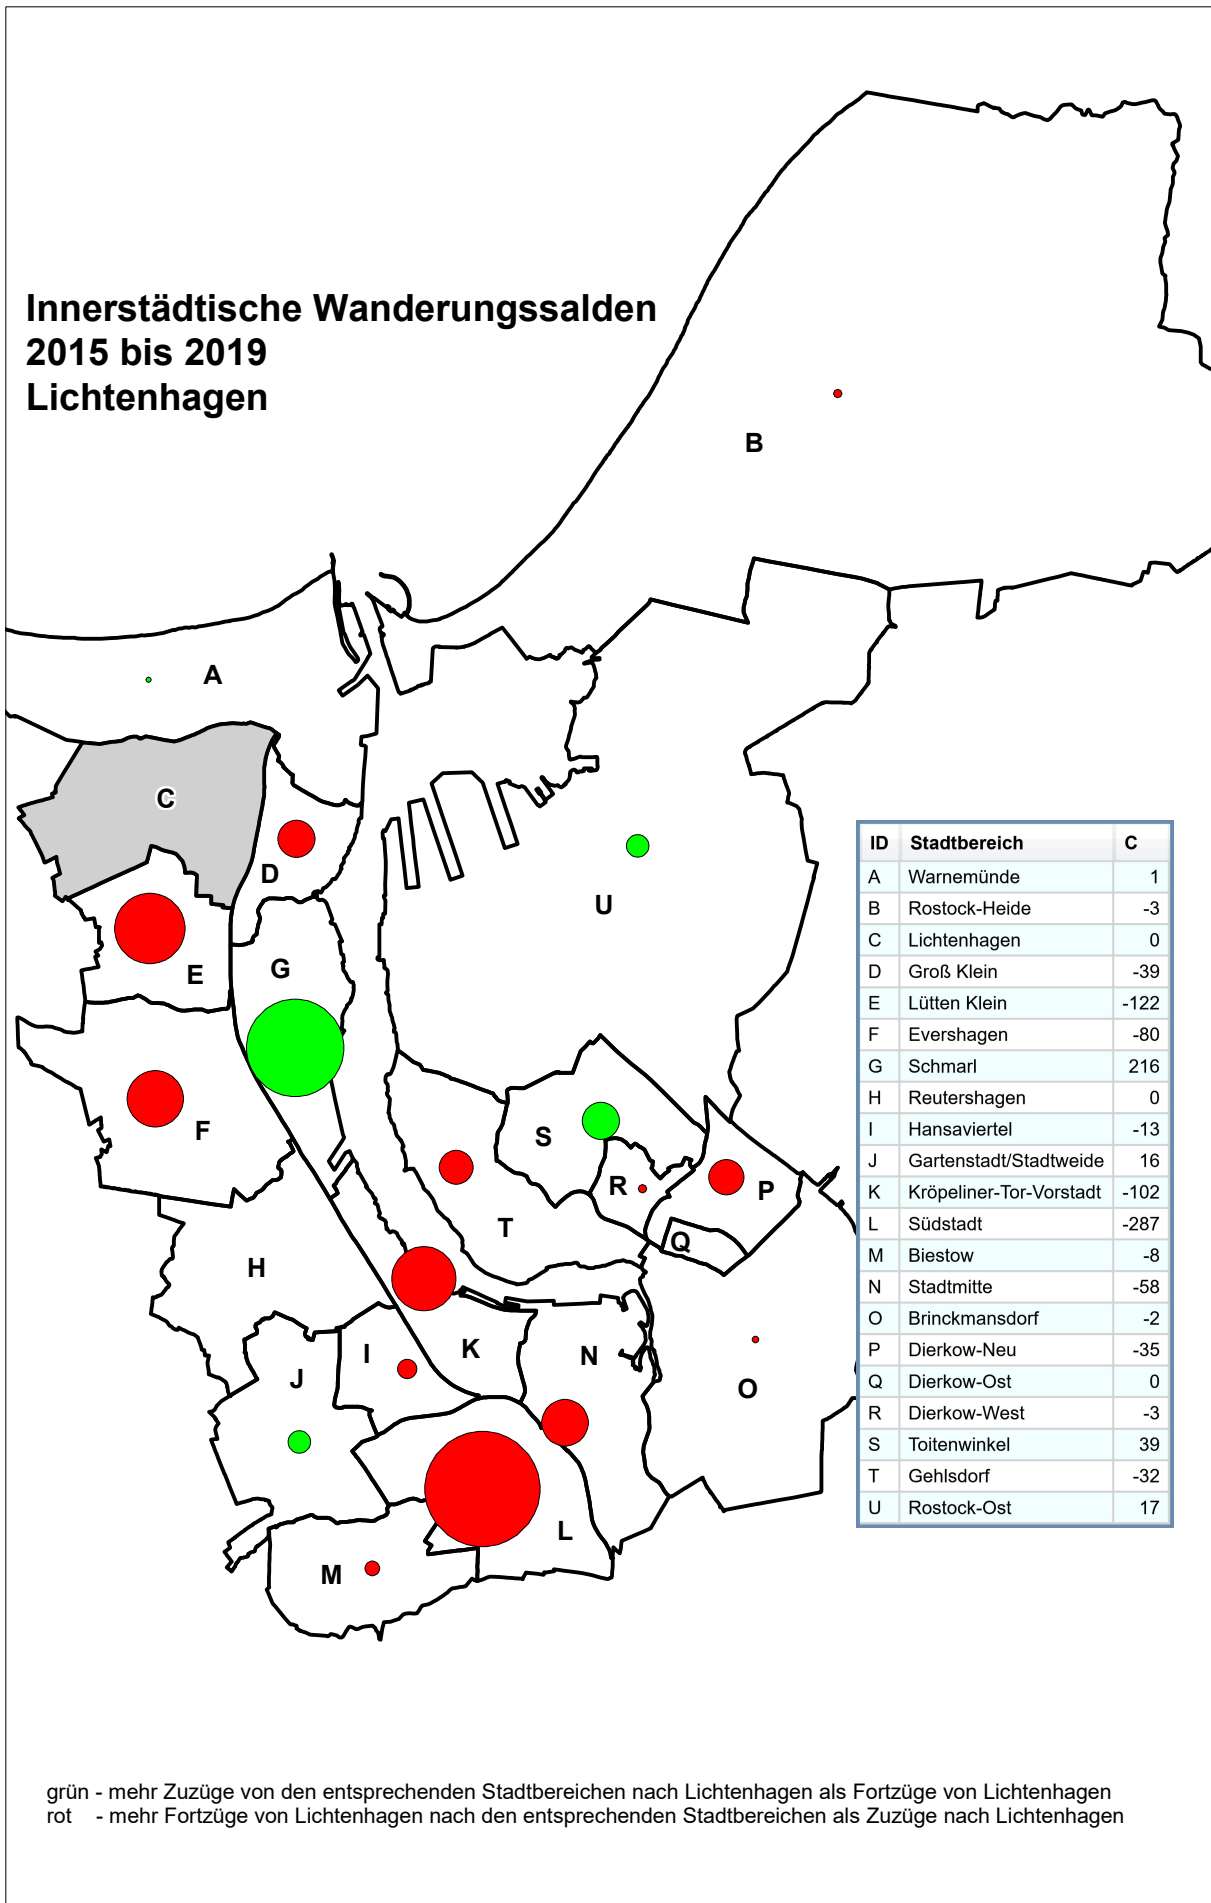 Innerstädtische Wanderungssalden
2015 bis 2019
Lichtenhagen
B
A
C
D
U
E
G
F
S
R
P
T
Q
H
I
K
N
J
O
L
M
ID Stadtbereich C
A Warnemünde 1
B Rostock-Heide -3
C Lichtenhagen 0
D Groß Klein -39
E Lütten Klein -122
F Evershagen -80
G Schmarl 216
H Reutershagen 0
I Hansaviertel -13
J Gartenstadt/Stadtweide 16
K Kröpeliner-Tor-Vorstadt -102
L Südstadt -287
M Biestow -8
N Stadtmitte -58
O Brinckmansdorf -2
P Dierkow-Neu -35
Q Dierkow-Ost 0
R Dierkow-West -3
S Toitenwinkel 39
T Gehlsdorf -32
U Rostock-Ost 17
grün - mehr Zuzüge von den entsprechenden Stadtbereichen nach Lichtenhagen als Fortzüge von Lichtenhagen
rot - mehr Fortzüge von Lichtenhagen nach den entsprechenden Stadtbereichen als Zuzüge nach Lichtenhagen